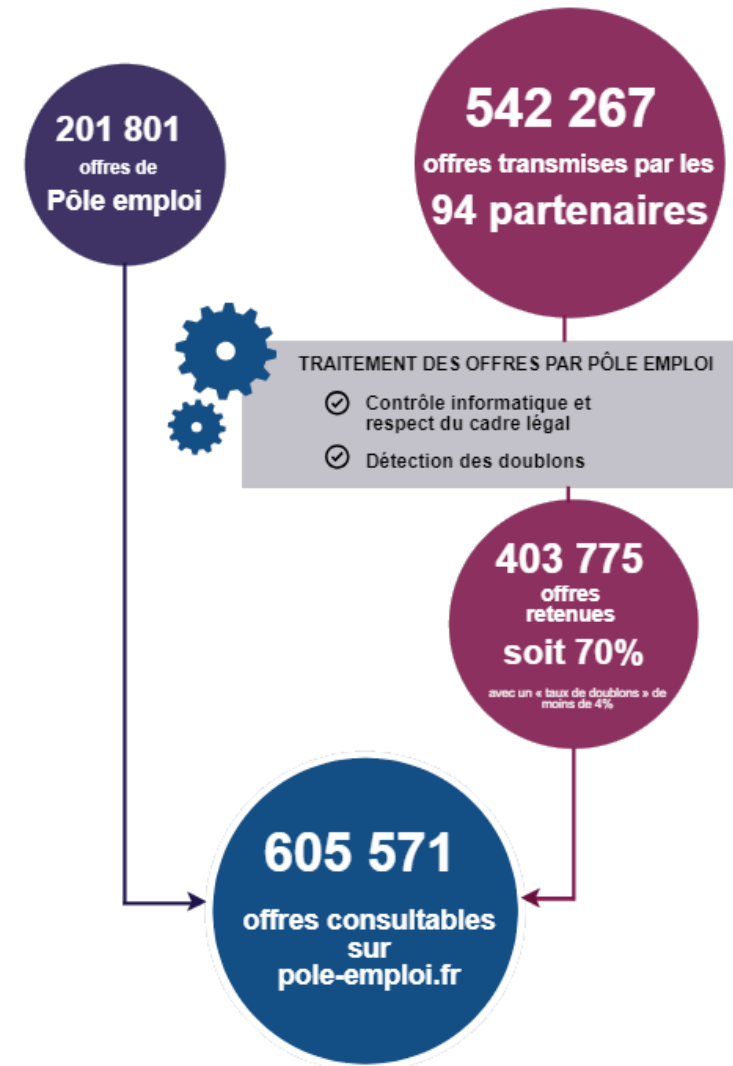 201 801
offres de
Pôle emploi
542 267
offres transmises par les
94 partenaires
TRAITEMENT DES OFFRES PAR PÔLE EMPLOI
Contrôle informatique et
respect du cadre légal
Détection des doublons
403 775
offres
retenues
soit 70%
avec un « taux de doublons » de
moins de 4%
605 571
offres consultables
sur
pole-emploi.fr